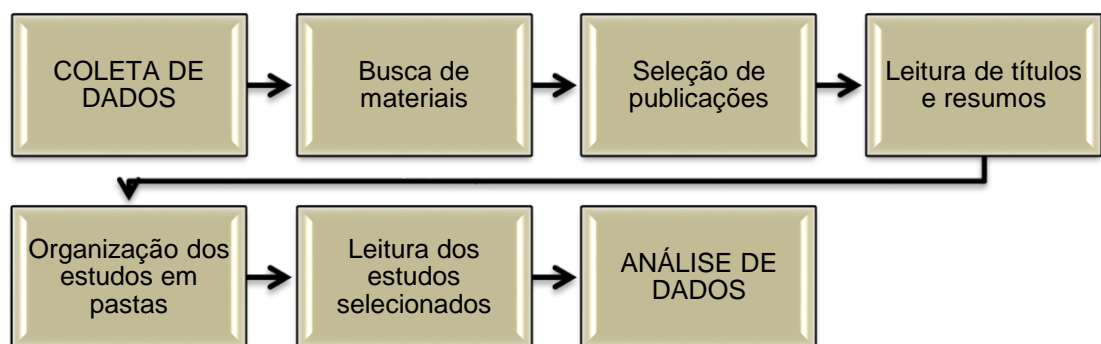 COLETA DE
DADOS
Busca de
materiais
Seleção de
publicações
Leitura de títulos
e resumos
Organização dos
estudos em
pastas
Leitura dos
estudos
selecionados
ANÁLISE DE
DADOS